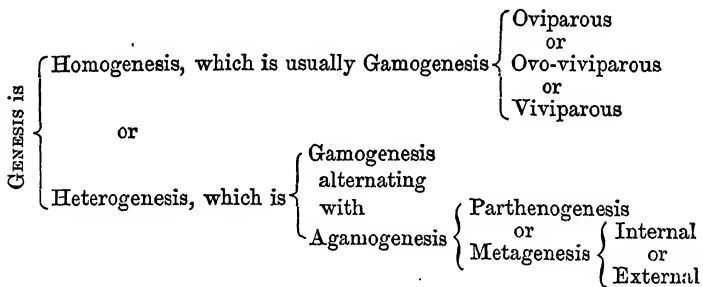 GENESIS is
Homogenesis, which is usually Gamogenesis
Oviparous
or
Ovo-viviparous
or
Viviparous
or
Heterogenesis, which is
Gamogenesis
alternating
with
Agamogenesis
Parthenogenesis
or
Metagenesis
Internal
or
External